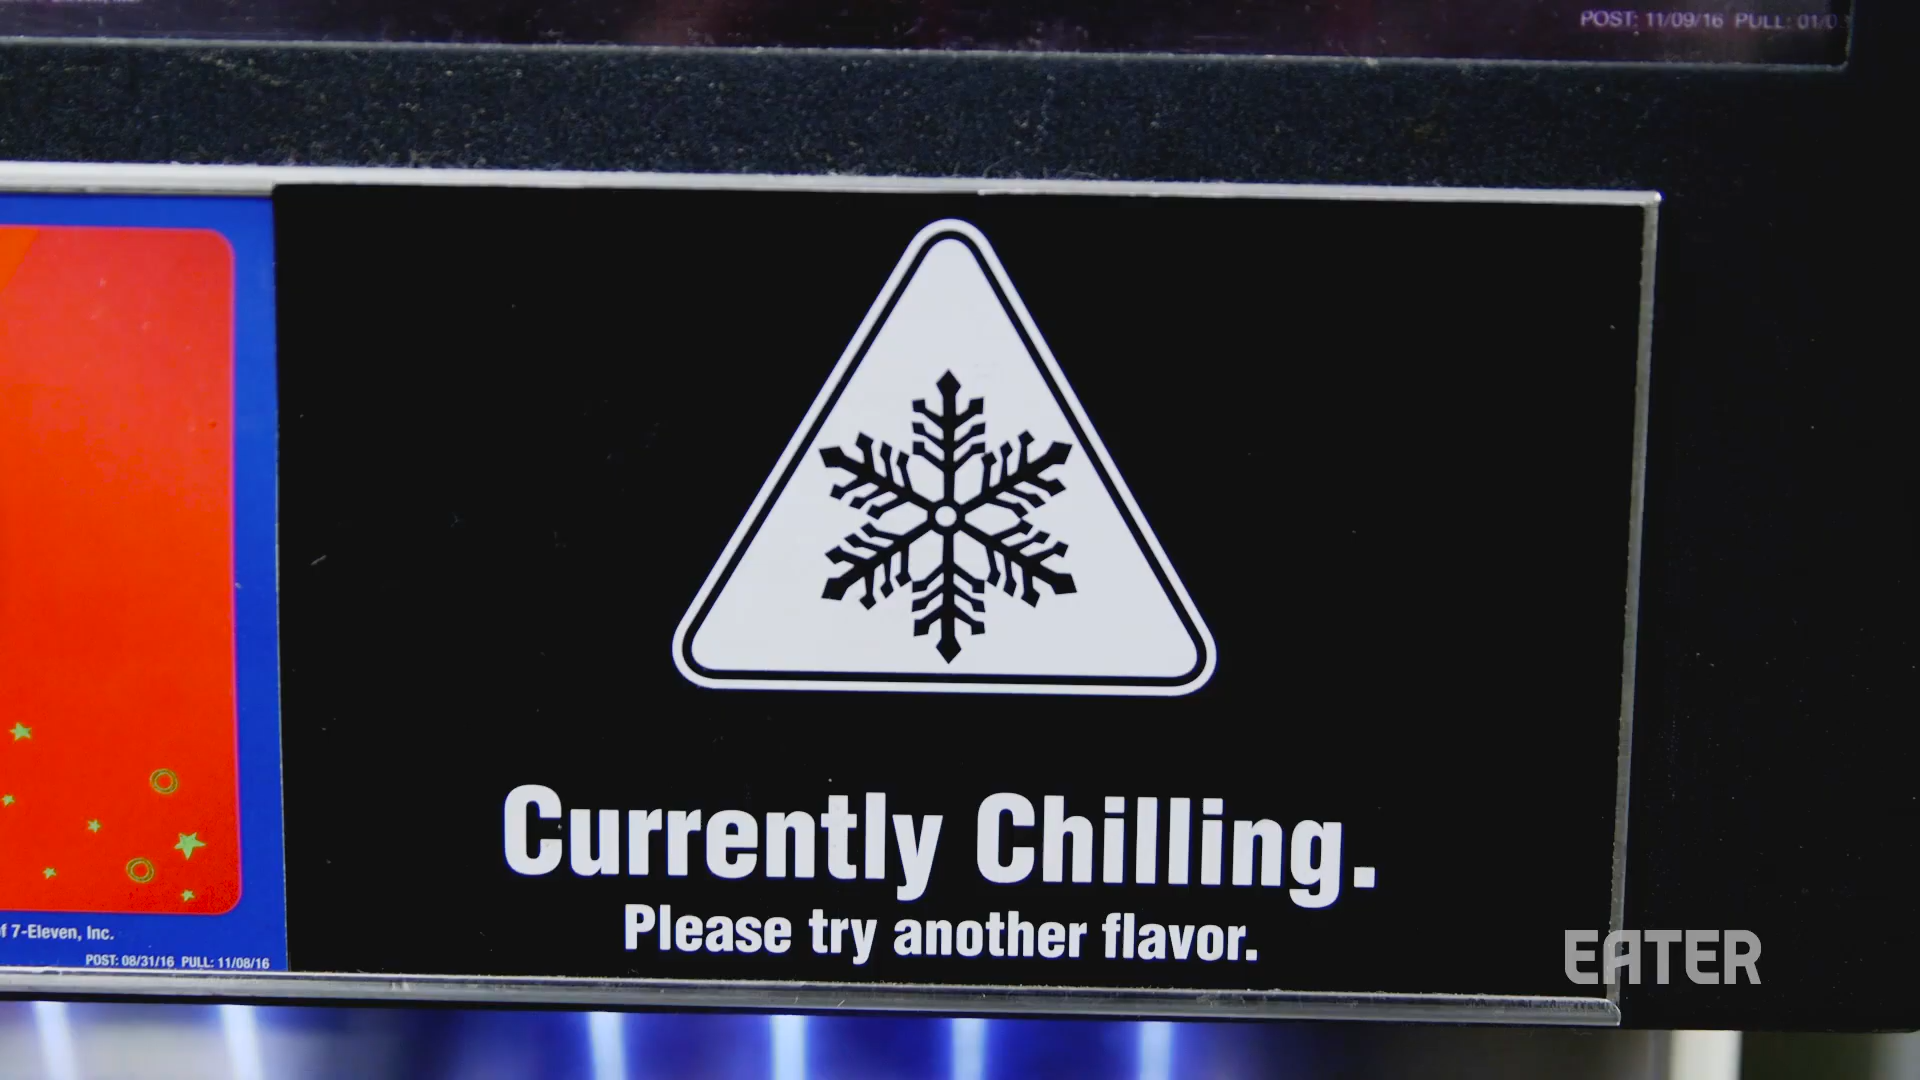 POST: 11/09/16 PULL: 01/0
Currently Chilling.
Please try another flavor.
f 7-Eleven, Inc.
POST: 08/31/16 PULL: 11/08/16
EATER